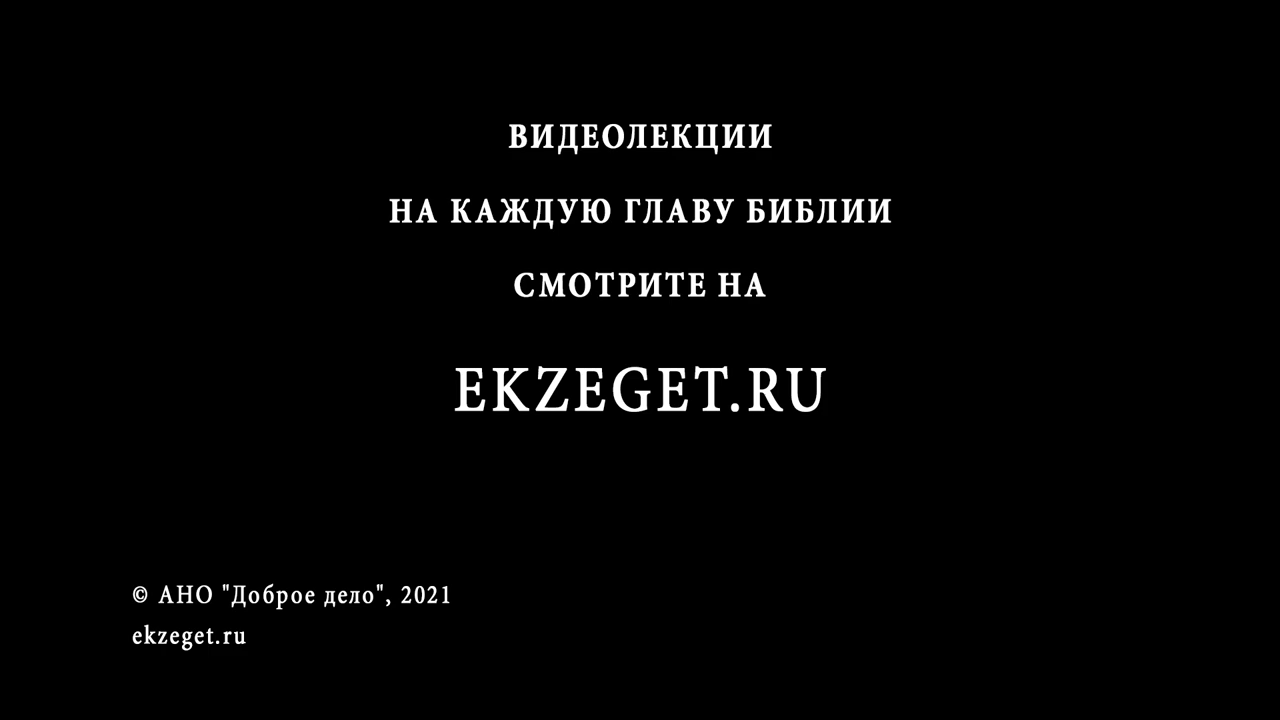 ВИДЕОЛЕКЦИИ
НА КАЖДУЮ ГЛАВУ БИБЛИИ
СМОТРИТЕ НА
EKZEGET.RU
© АНО "Доброе дело", 2021
ekzeget.ru